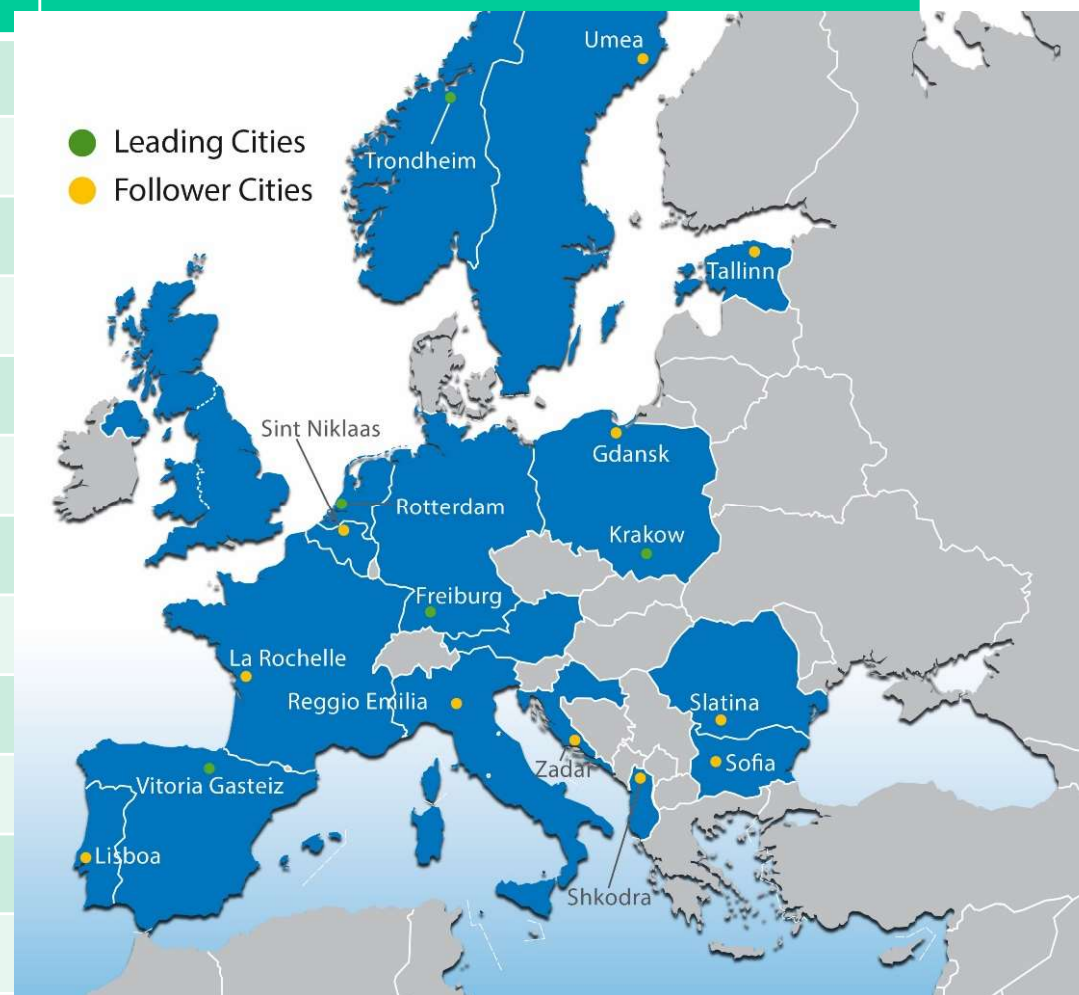 Umea
Leading Cities
Trondheim
Follower Cities
Tallinn
Sint Niklaas
Gdansk
Rotterdam
Krakow
Freiburg
La Rochelle
Reggio Emilia
Slatina
Zadar
Sofia
Vitoria Gasteiz
Lisboa
Shkodra